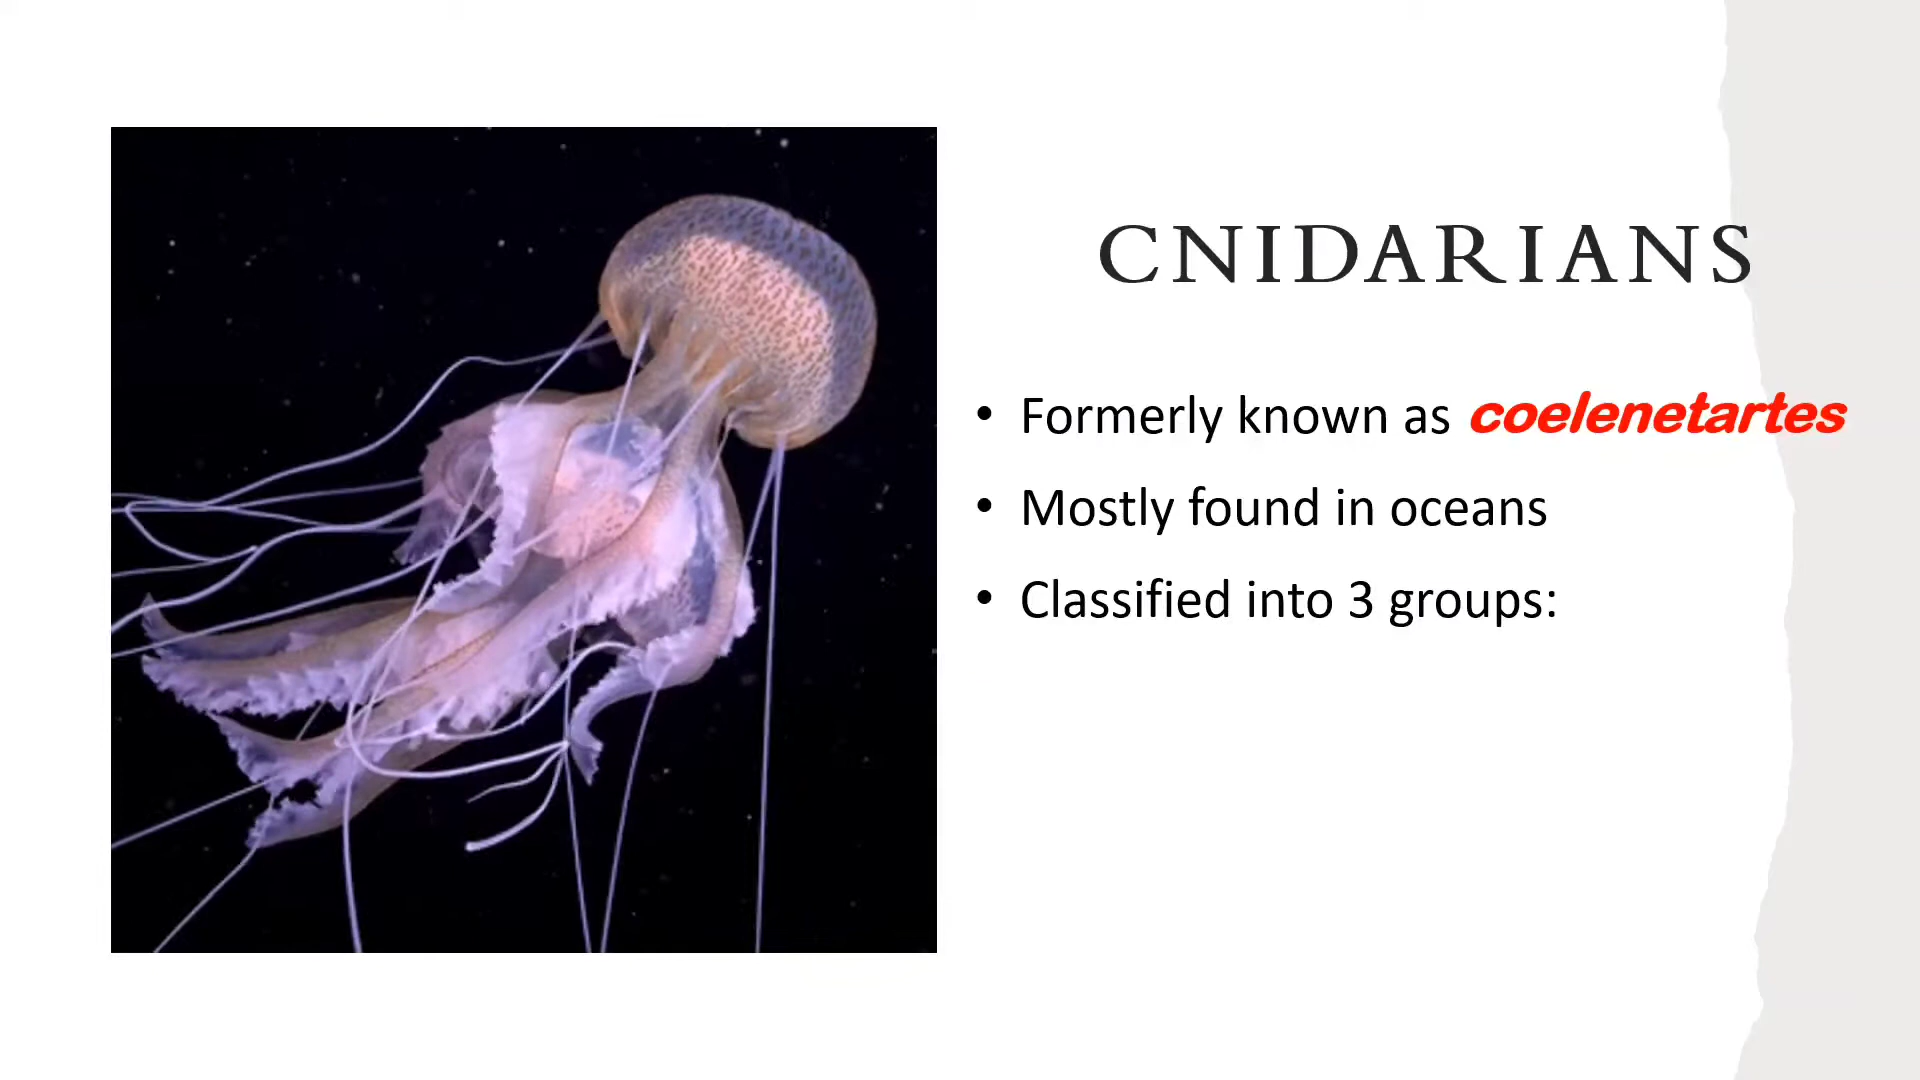 CNIDARIANS
• Formerly known as coelenetartes
• Mostly found in oceans
• Classified into 3 groups: